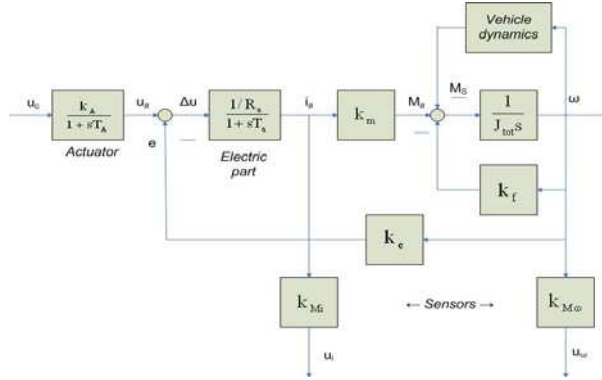 Vehicle
dynamics
u_c
k_A
1 + sT_A
Actuator
u_a
e
Δu
1/ R_a
1 + sT_a
Electric
part
i_a
k_m
M_a
M_S
1
J_tot s
ω
k_f
k_e
k_Mi
← Sensors →
k_Mω
u_i
u_ω